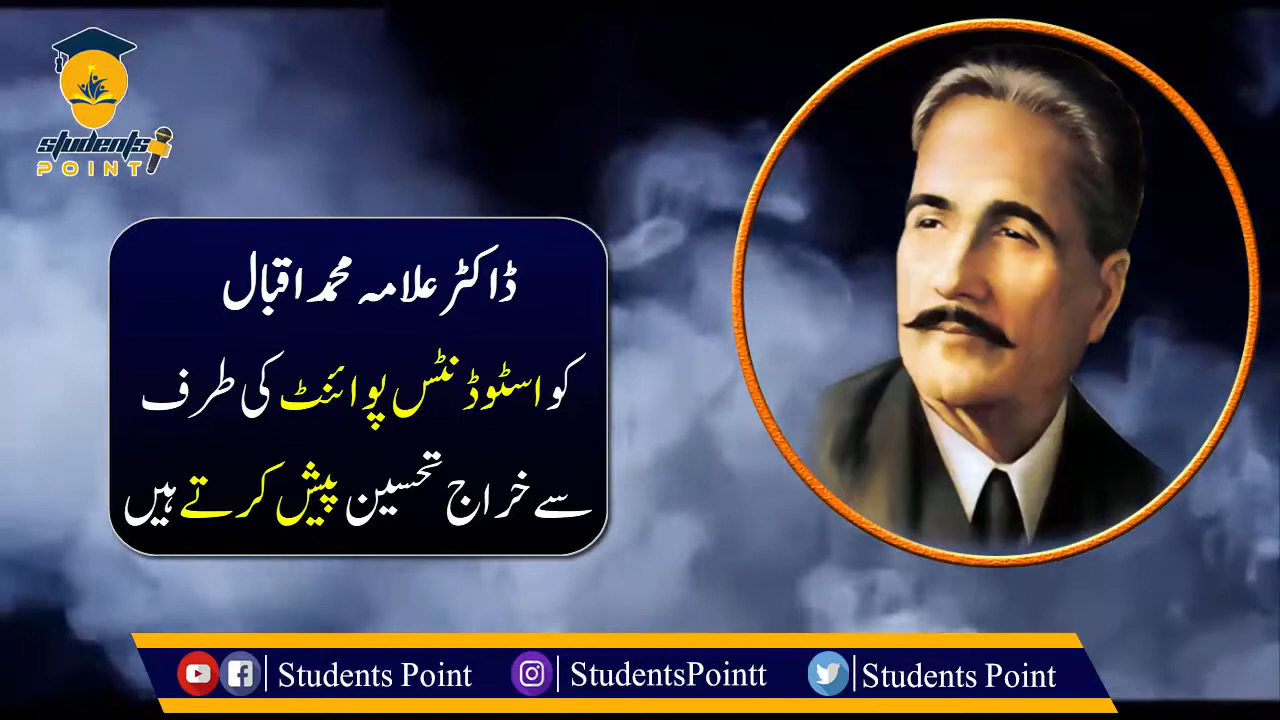 students
POINT
ڈاکٹر علامہ محمد اقبال
کو اسٹوڈنٹس پوائنٹ کی طرف
سے خراج تحسین پیش کرتے ہیں
Students Point
StudentsPointt
Students Point